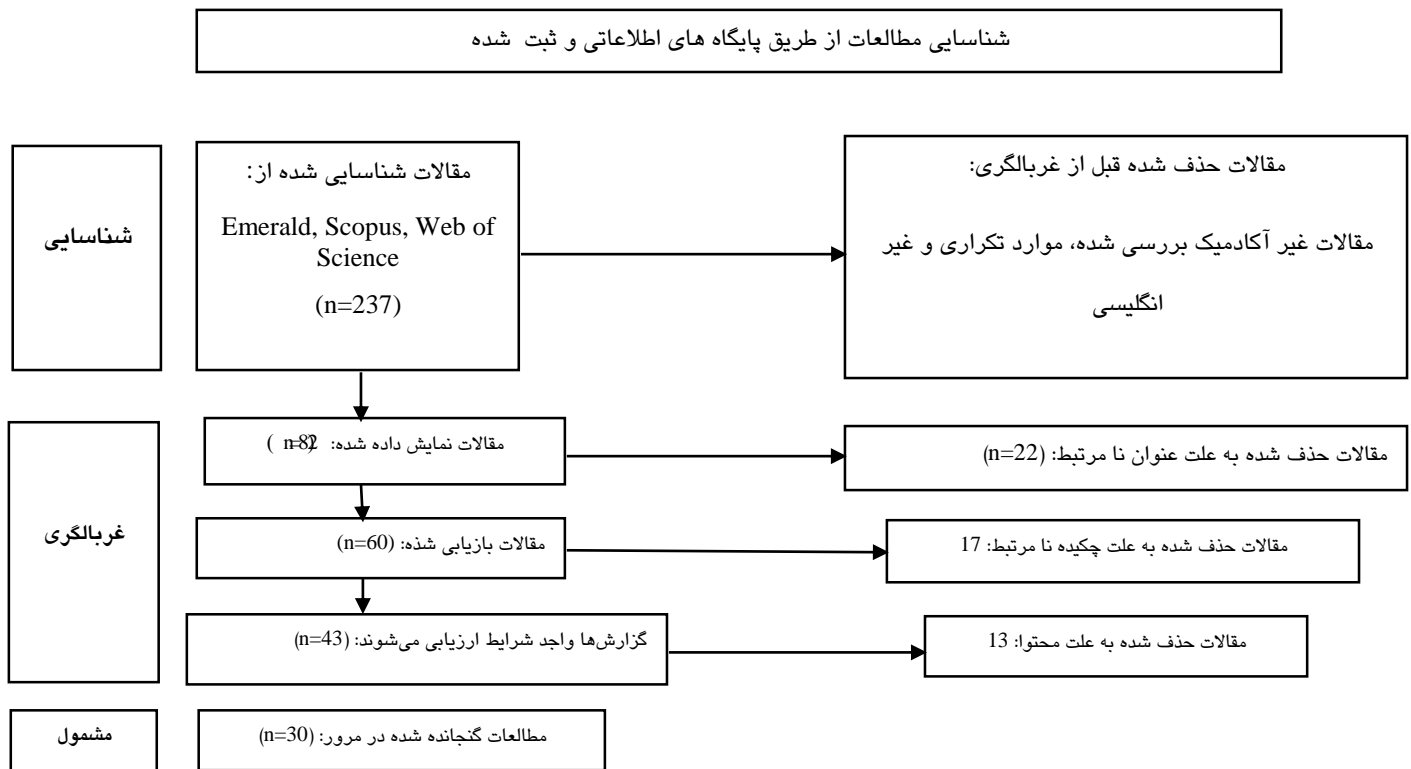 شناسایی مطالعات از طریق پایگاه های اطلاعاتی و ثبت شده
شناسایی
مقالات شناسایی شده از:
Emerald, Scopus, Web of
Science
(n=237)
مقالات حذف شده قبل از غربالگری:
مقالات غیر آکادمیک بررسی شده، موارد تکراری و غیر
انگلیسی
غربالگری
مقالات نمایش داده شده: (n=82)
مقالات حذف شده به علت عنوان نا مرتبط: (n=22)
مقالات بازیابی شذه: (n=60)
مقالات حذف شده به علت چکیده نا مرتبط: 17
گزارش‌ها واجد شرایط ارزیابی می‌شوند: (n=43)
مقالات حذف شده به علت محتوا: 13
مشمول
مطالعات گنجانده شده در مرور: (n=30)